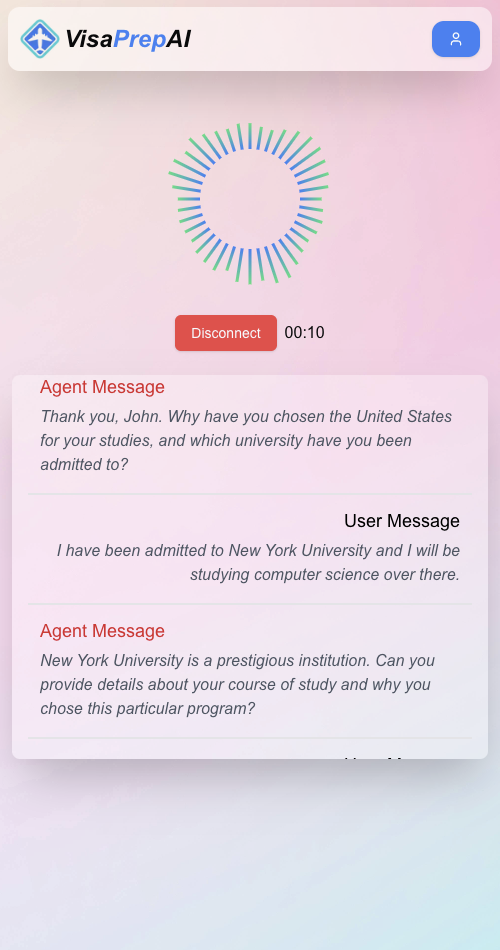 VisaPrepAI
Disconnect 00:10
Agent Message
Thank you, John. Why have you chosen the United States
for your studies, and which university have you been
admitted to?
User Message
I have been admitted to New York University and I will be
studying computer science over there.
Agent Message
New York University is a prestigious institution. Can you
provide details about your course of study and why you
chose this particular program?